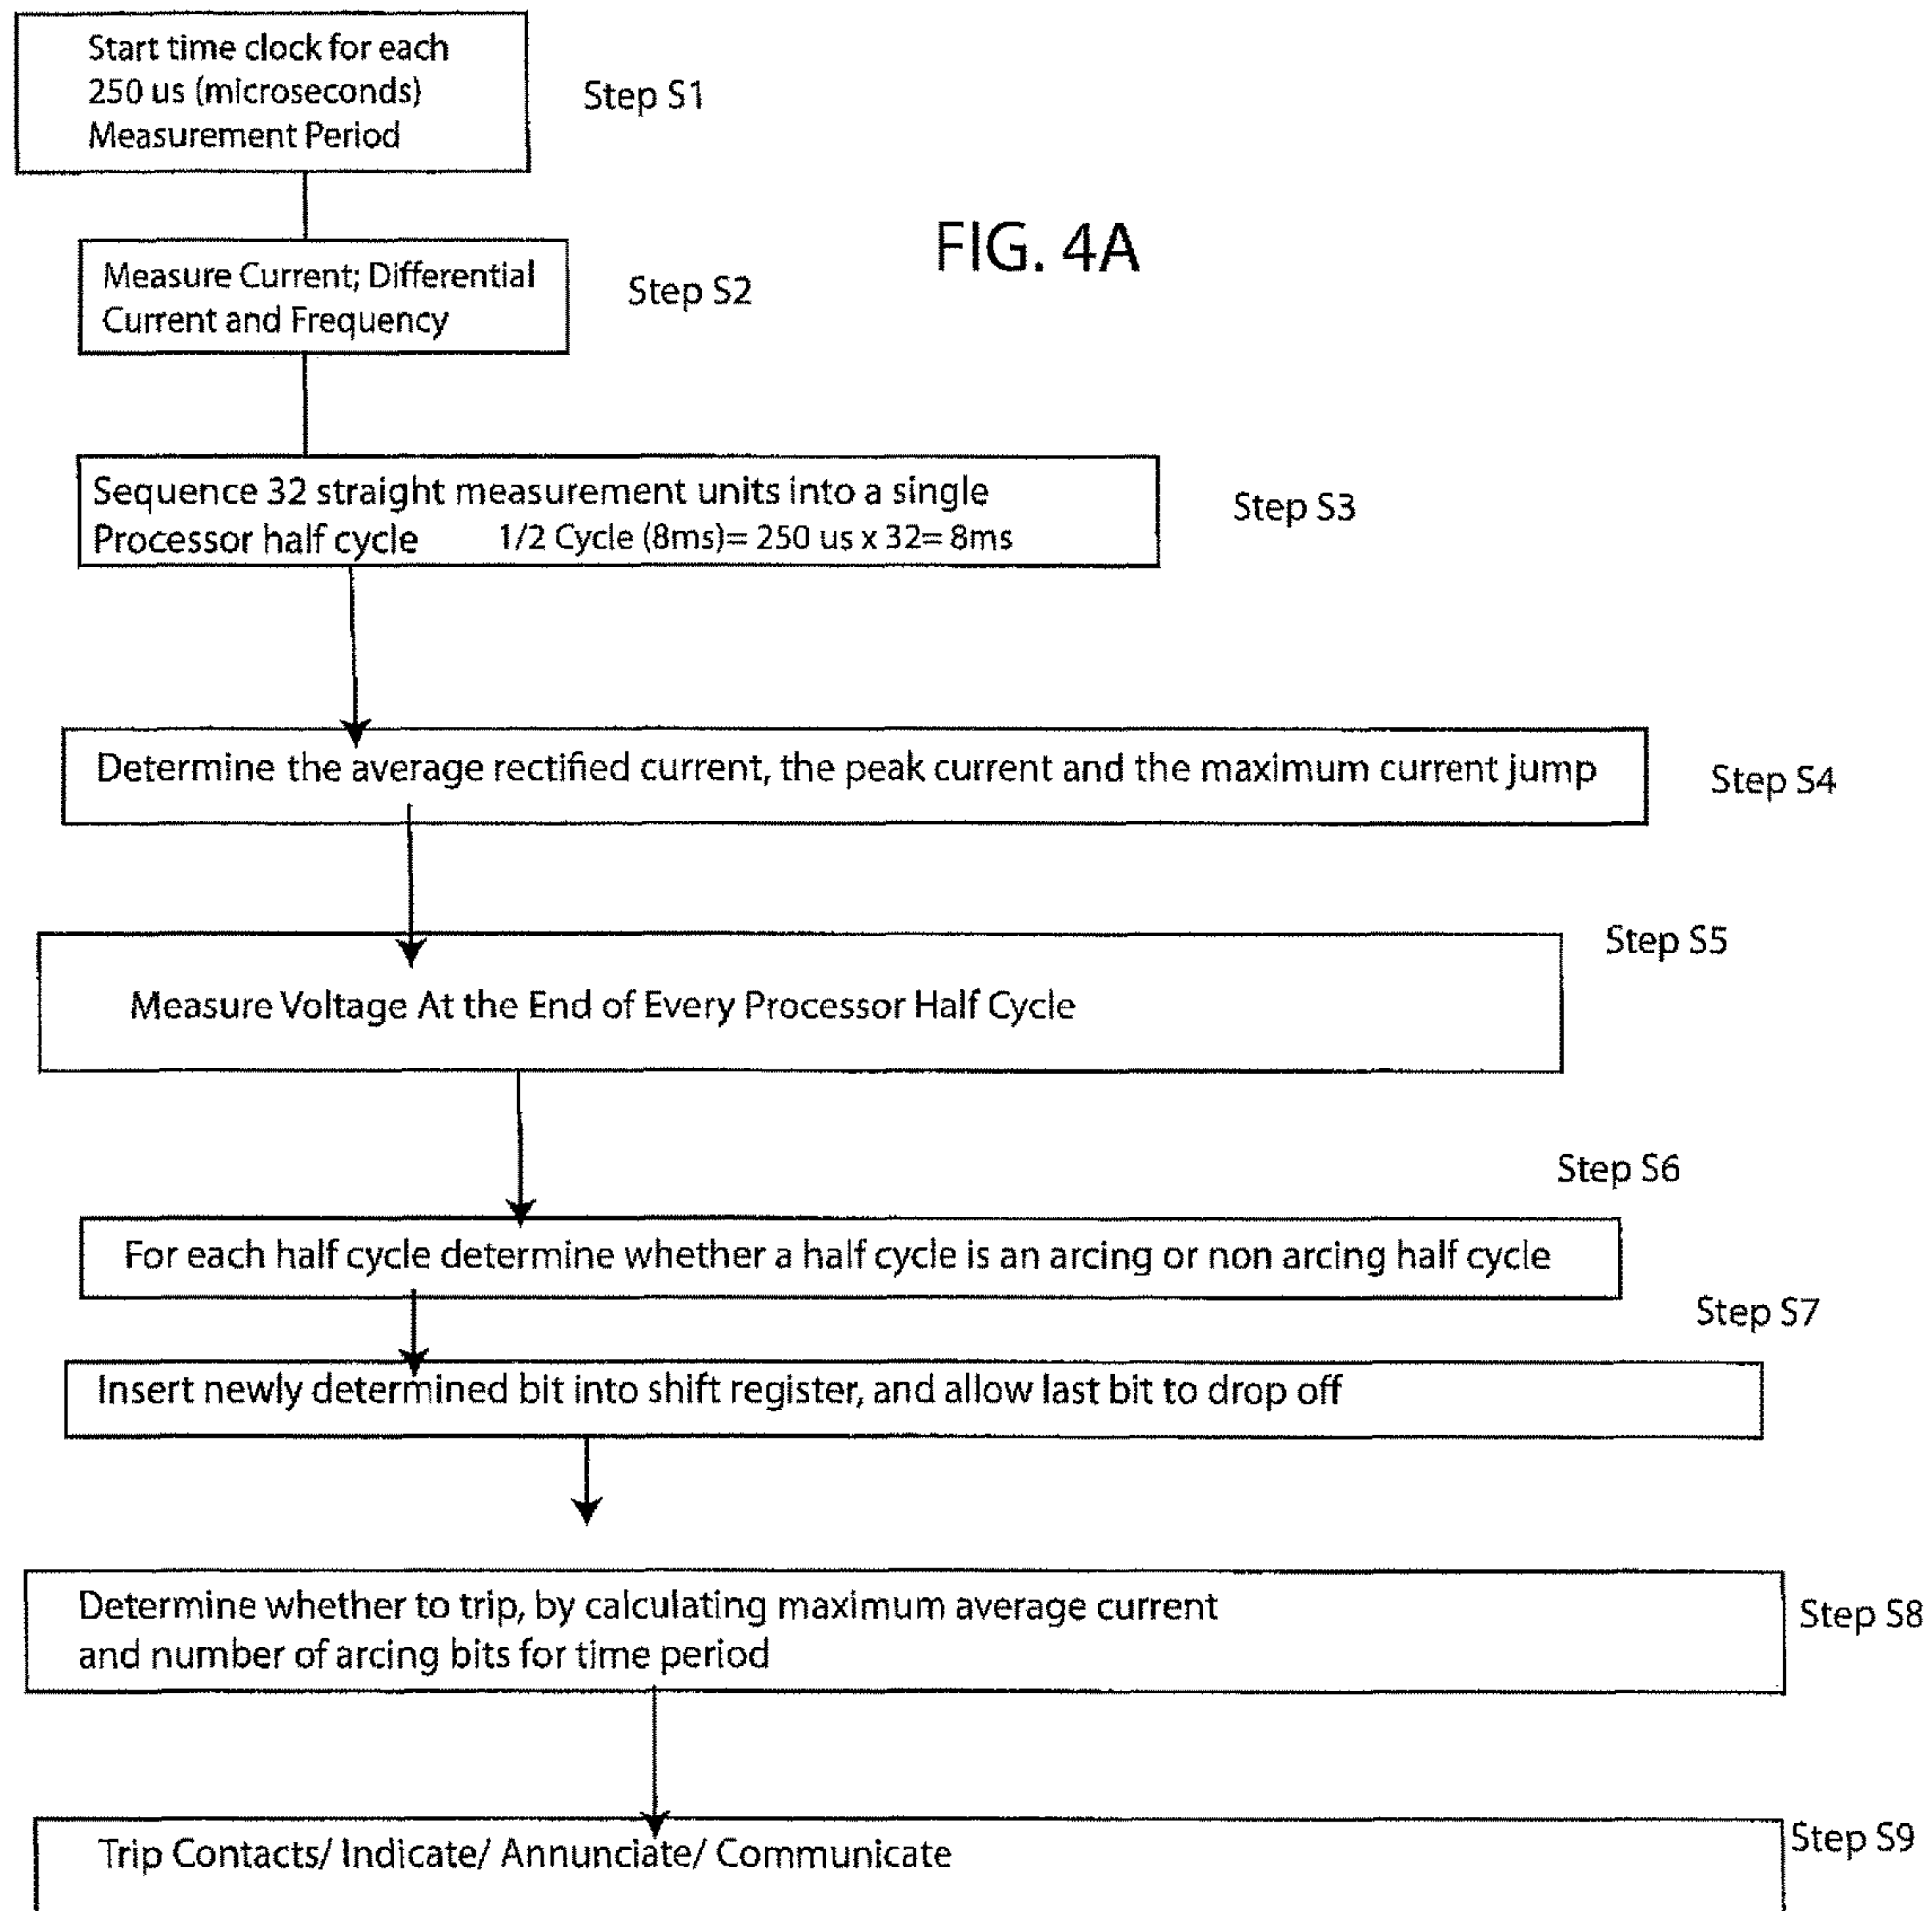 Start time clock for each
250 us (microseconds)
Measurement Period
Step S1
FIG. 4A
Measure Current; Differential
Current and Frequency
Step S2
Sequence 32 straight measurement units into a single
Processor half cycle 1/2 Cycle (8ms)= 250 us x 32= 8ms
Step S3
Determine the average rectified current, the peak current and the maximum current jump
Step S4
Step S5
Measure Voltage At the End of Every Processor Half Cycle
Step S6
For each half cycle determine whether a half cycle is an arcing or non arcing half cycle
Step S7
Insert newly determined bit into shift register, and allow last bit to drop off
Determine whether to trip, by calculating maximum average current
and number of arcing bits for time period
Step S8
Trip Contacts/ Indicate/ Annunciate/ Communicate
Step S9